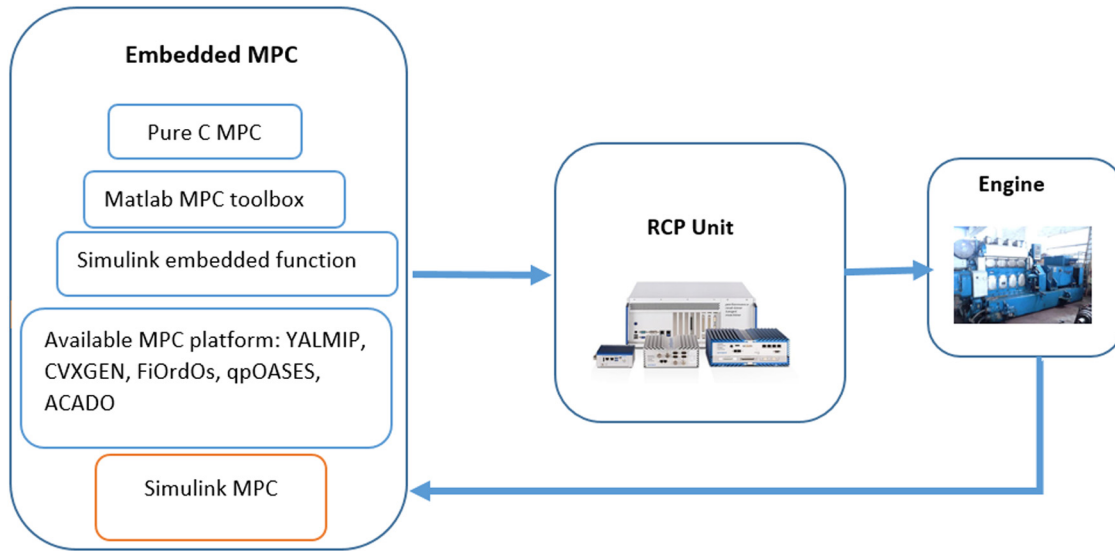 Embedded MPC
Pure C MPC
Matlab MPC toolbox
Simulink embedded function
Available MPC platform: YALMIP,
CVXGEN, FiOrdOs, qpOASES,
ACADO
Simulink MPC
RCP Unit
Engine